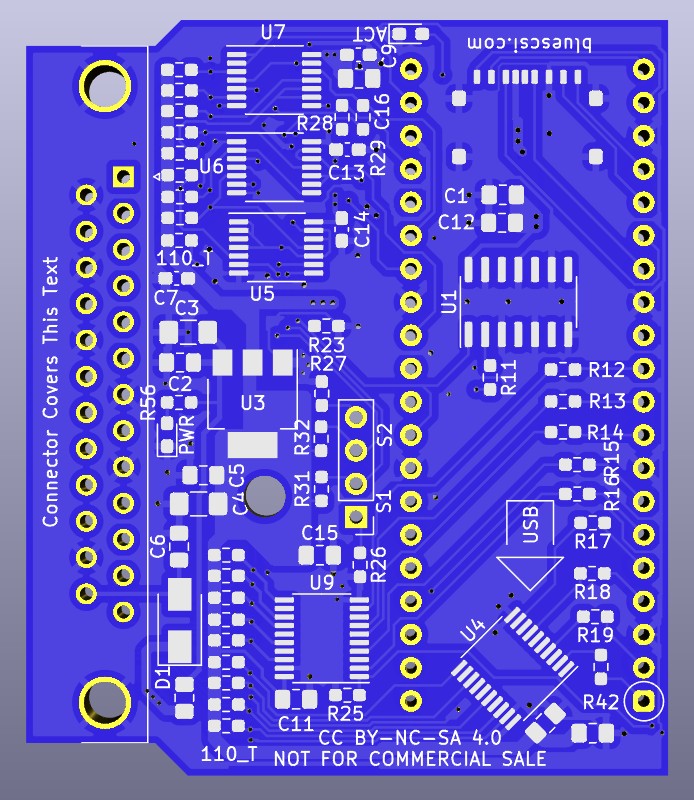 U7
ACT
C9
bluescsi.com
R28
C16
U6
C13
R29
C1
C12
C14
110_T
U5
C7
C3
U1
R23
R27
C2
R11
R12
R56
U3
R13
PWR
R32
S2
R14
R15
Connector Covers This Text
C5
C4
R31
S1
R16
USB
R17
C6
C15
R26
U9
R18
U4
R19
D1
C11
R25
R42
110_T
CC BY-NC-SA 4.0
NOT FOR COMMERCIAL SALE